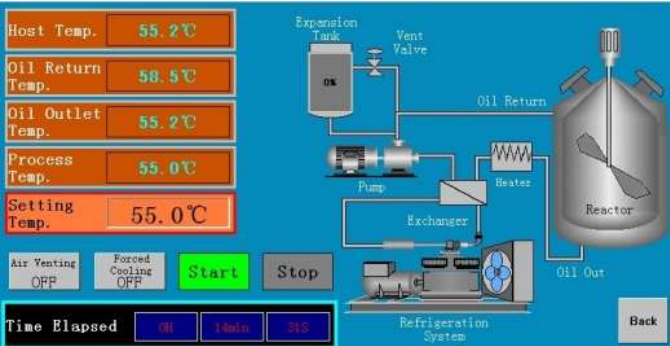 Host Temp. 55.2℃
Oil Return Temp. 58.5℃
Oil Outlet Temp. 55.2℃
Process Temp. 55.0℃
Setting Temp. 55.0℃
Air Venting OFF
Forced Cooling OFF
Start
Stop
Time Elapsed 0H 14min 31S
Expansion Tank
0%
Vent Valve
Oil Return
Pump
Heater
Exchanger
Reactor
Oil Out
Refrigeration System
Back